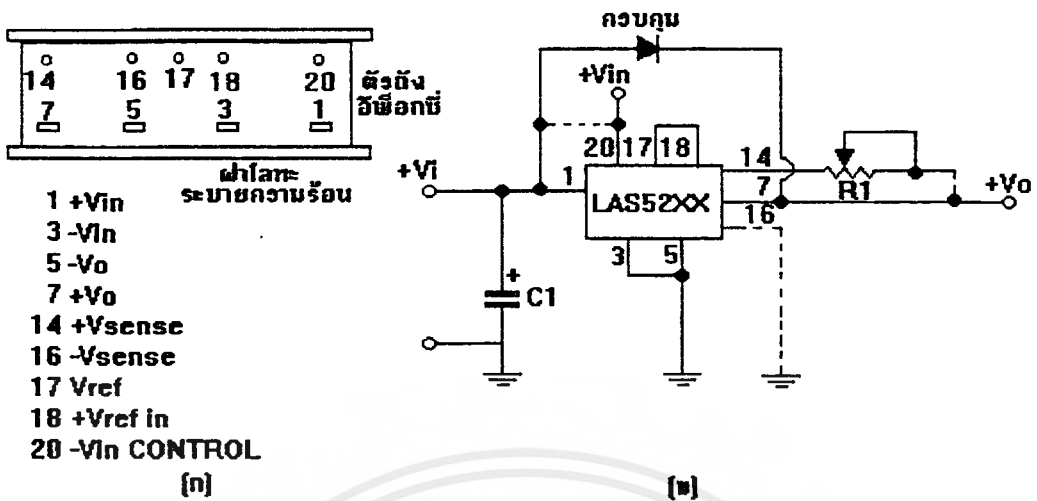 14 16 17 18 20
7 5 3 1
ตัวถัง
อีพ็อกซี่
ฝาโลหะ
ระบายความร้อน
1 +Vin
3 -Vin
5 -Vo
7 +Vo
14 +Vsense
16 -Vsense
17 Vref
18 +Vref in
20 -Vin CONTROL
[ก]
ควบคุม
+Vin
20 17 18
+Vi
1
LAS52XX
14
7
16
R1
+Vo
3 5
+
C1
[ข]